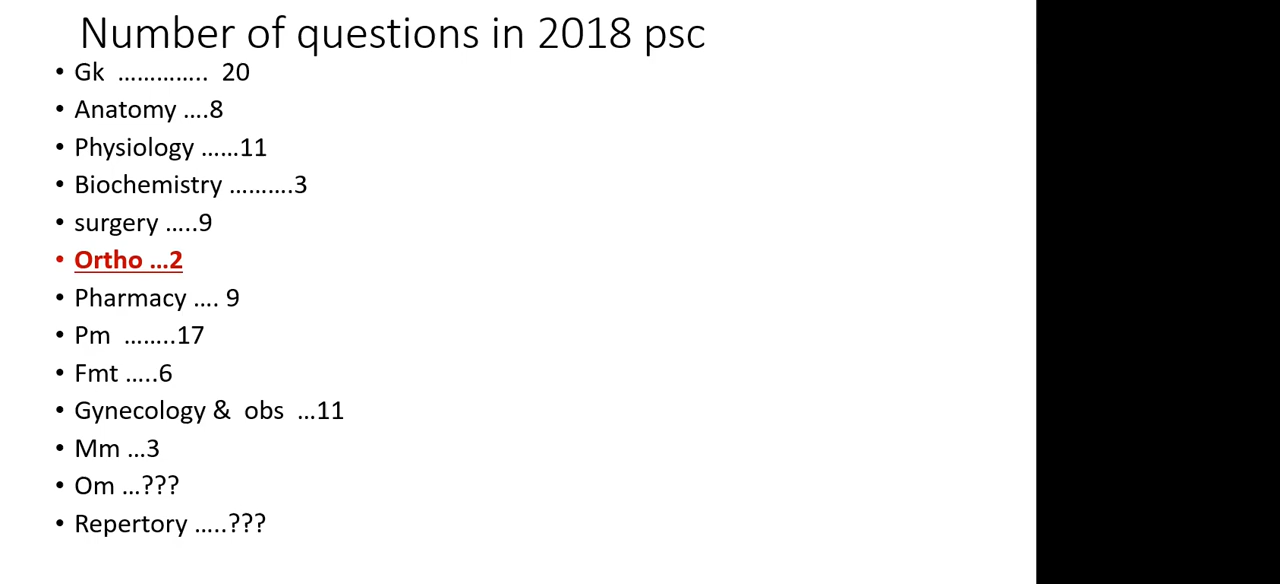 Number of questions in 2018 psc
• Gk ………….. 20
• Anatomy ….8
• Physiology ……11
• Biochemistry ……….3
• surgery …..9
• Ortho …2
• Pharmacy …. 9
• Pm ……..17
• Fmt …..6
• Gynecology & obs …11
• Mm …3
• Om …???
• Repertory …..???